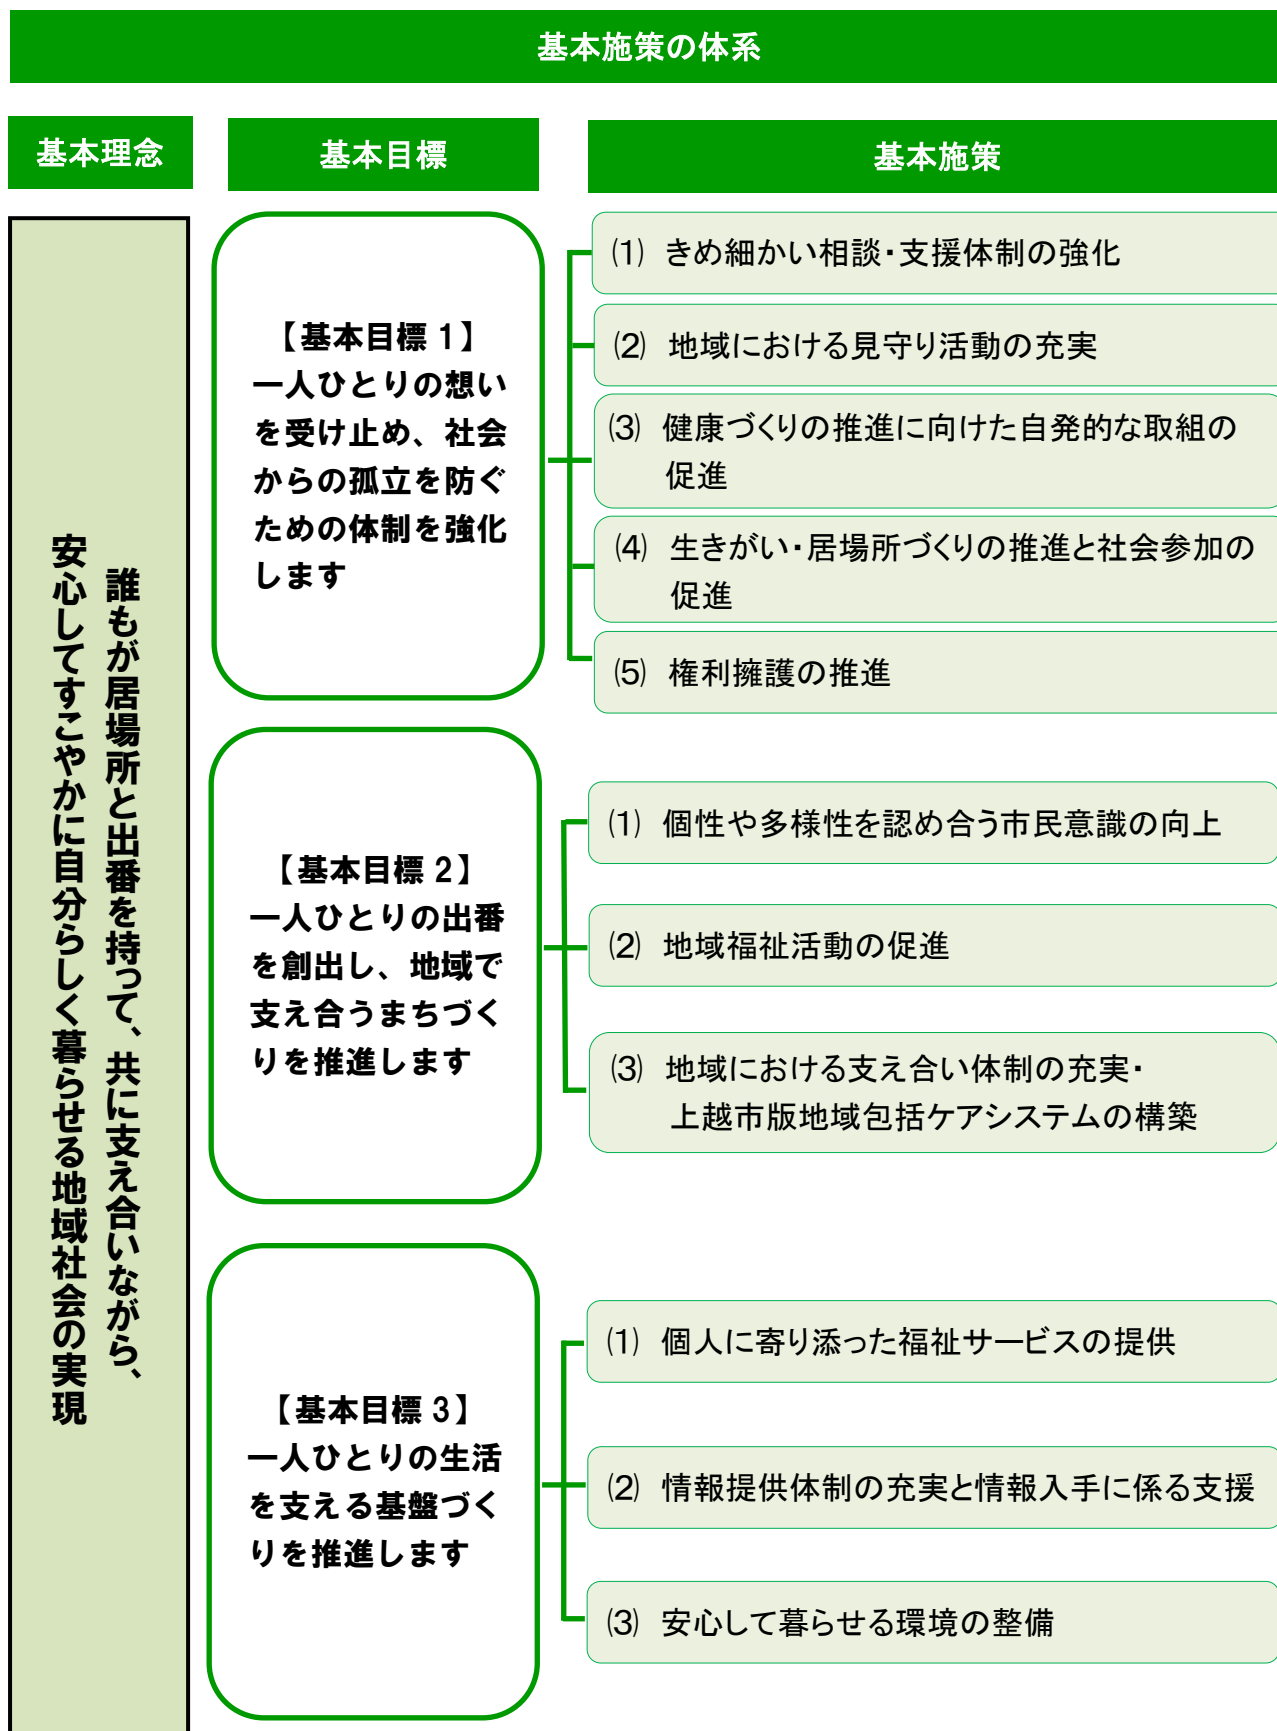 基本施策の体系
基本理念
基本目標
基本施策
誰もが居場所と出番を持って、共に支え合いながら、
安心してすこやかに自分らしく暮らせる地域社会の実現
【基本目標 1】
一人ひとりの想い
を受け止め、社会
からの孤立を防ぐ
ための体制を強化
します
⑴ きめ細かい相談・支援体制の強化
⑵ 地域における見守り活動の充実
⑶ 健康づくりの推進に向けた自発的な取組の
促進
⑷ 生きがい・居場所づくりの推進と社会参加の
促進
⑸ 権利擁護の推進
【基本目標 2】
一人ひとりの出番
を創出し、地域で
支え合うまちづく
りを推進します
⑴ 個性や多様性を認め合う市民意識の向上
⑵ 地域福祉活動の促進
⑶ 地域における支え合い体制の充実・
上越市版地域包括ケアシステムの構築
【基本目標 3】
一人ひとりの生活
を支える基盤づく
りを推進します
⑴ 個人に寄り添った福祉サービスの提供
⑵ 情報提供体制の充実と情報入手に係る支援
⑶ 安心して暮らせる環境の整備